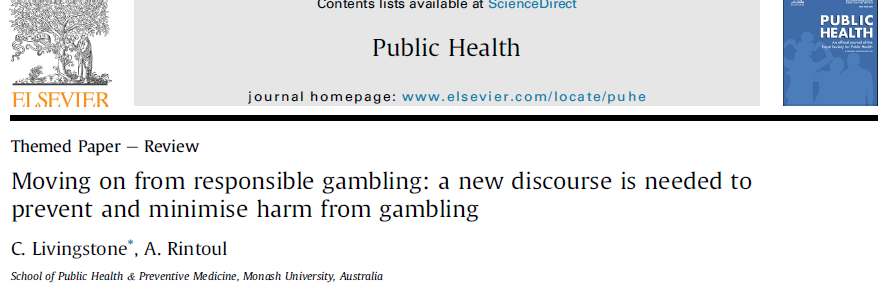 Contents lists available at ScienceDirect
Public Health
journal homepage: www.elsevier.com/locate/puhe
ELSEVIER
PUBLIC
HEALTH
Themed Paper – Review
Moving on from responsible gambling: a new discourse is needed to
prevent and minimise harm from gambling
C. Livingstone*, A. Rintoul
School of Public Health & Preventive Medicine, Monash University, Australia